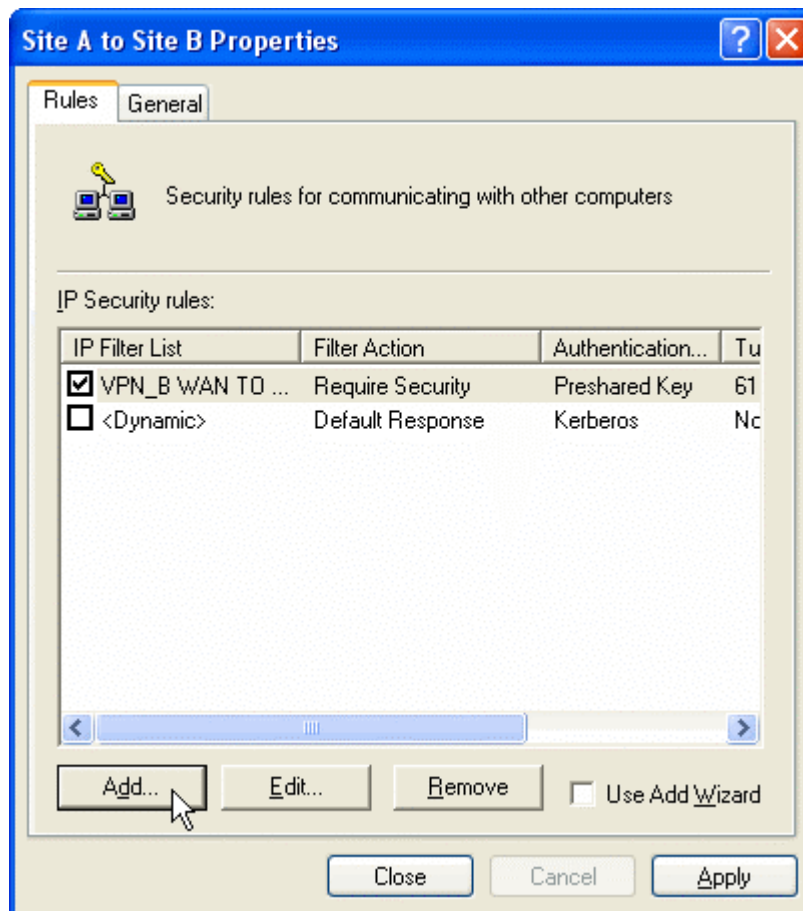 Site A to Site B Properties
Rules General
Security rules for communicating with other computers
IP Security rules:
IP Filter List Filter Action Authentication... Tu
VPN_B WAN TO ... Require Security Preshared Key 61
<Dynamic> Default Response Kerberos No
Add... Edit... Remove Use Add Wizard
Close Cancel Apply